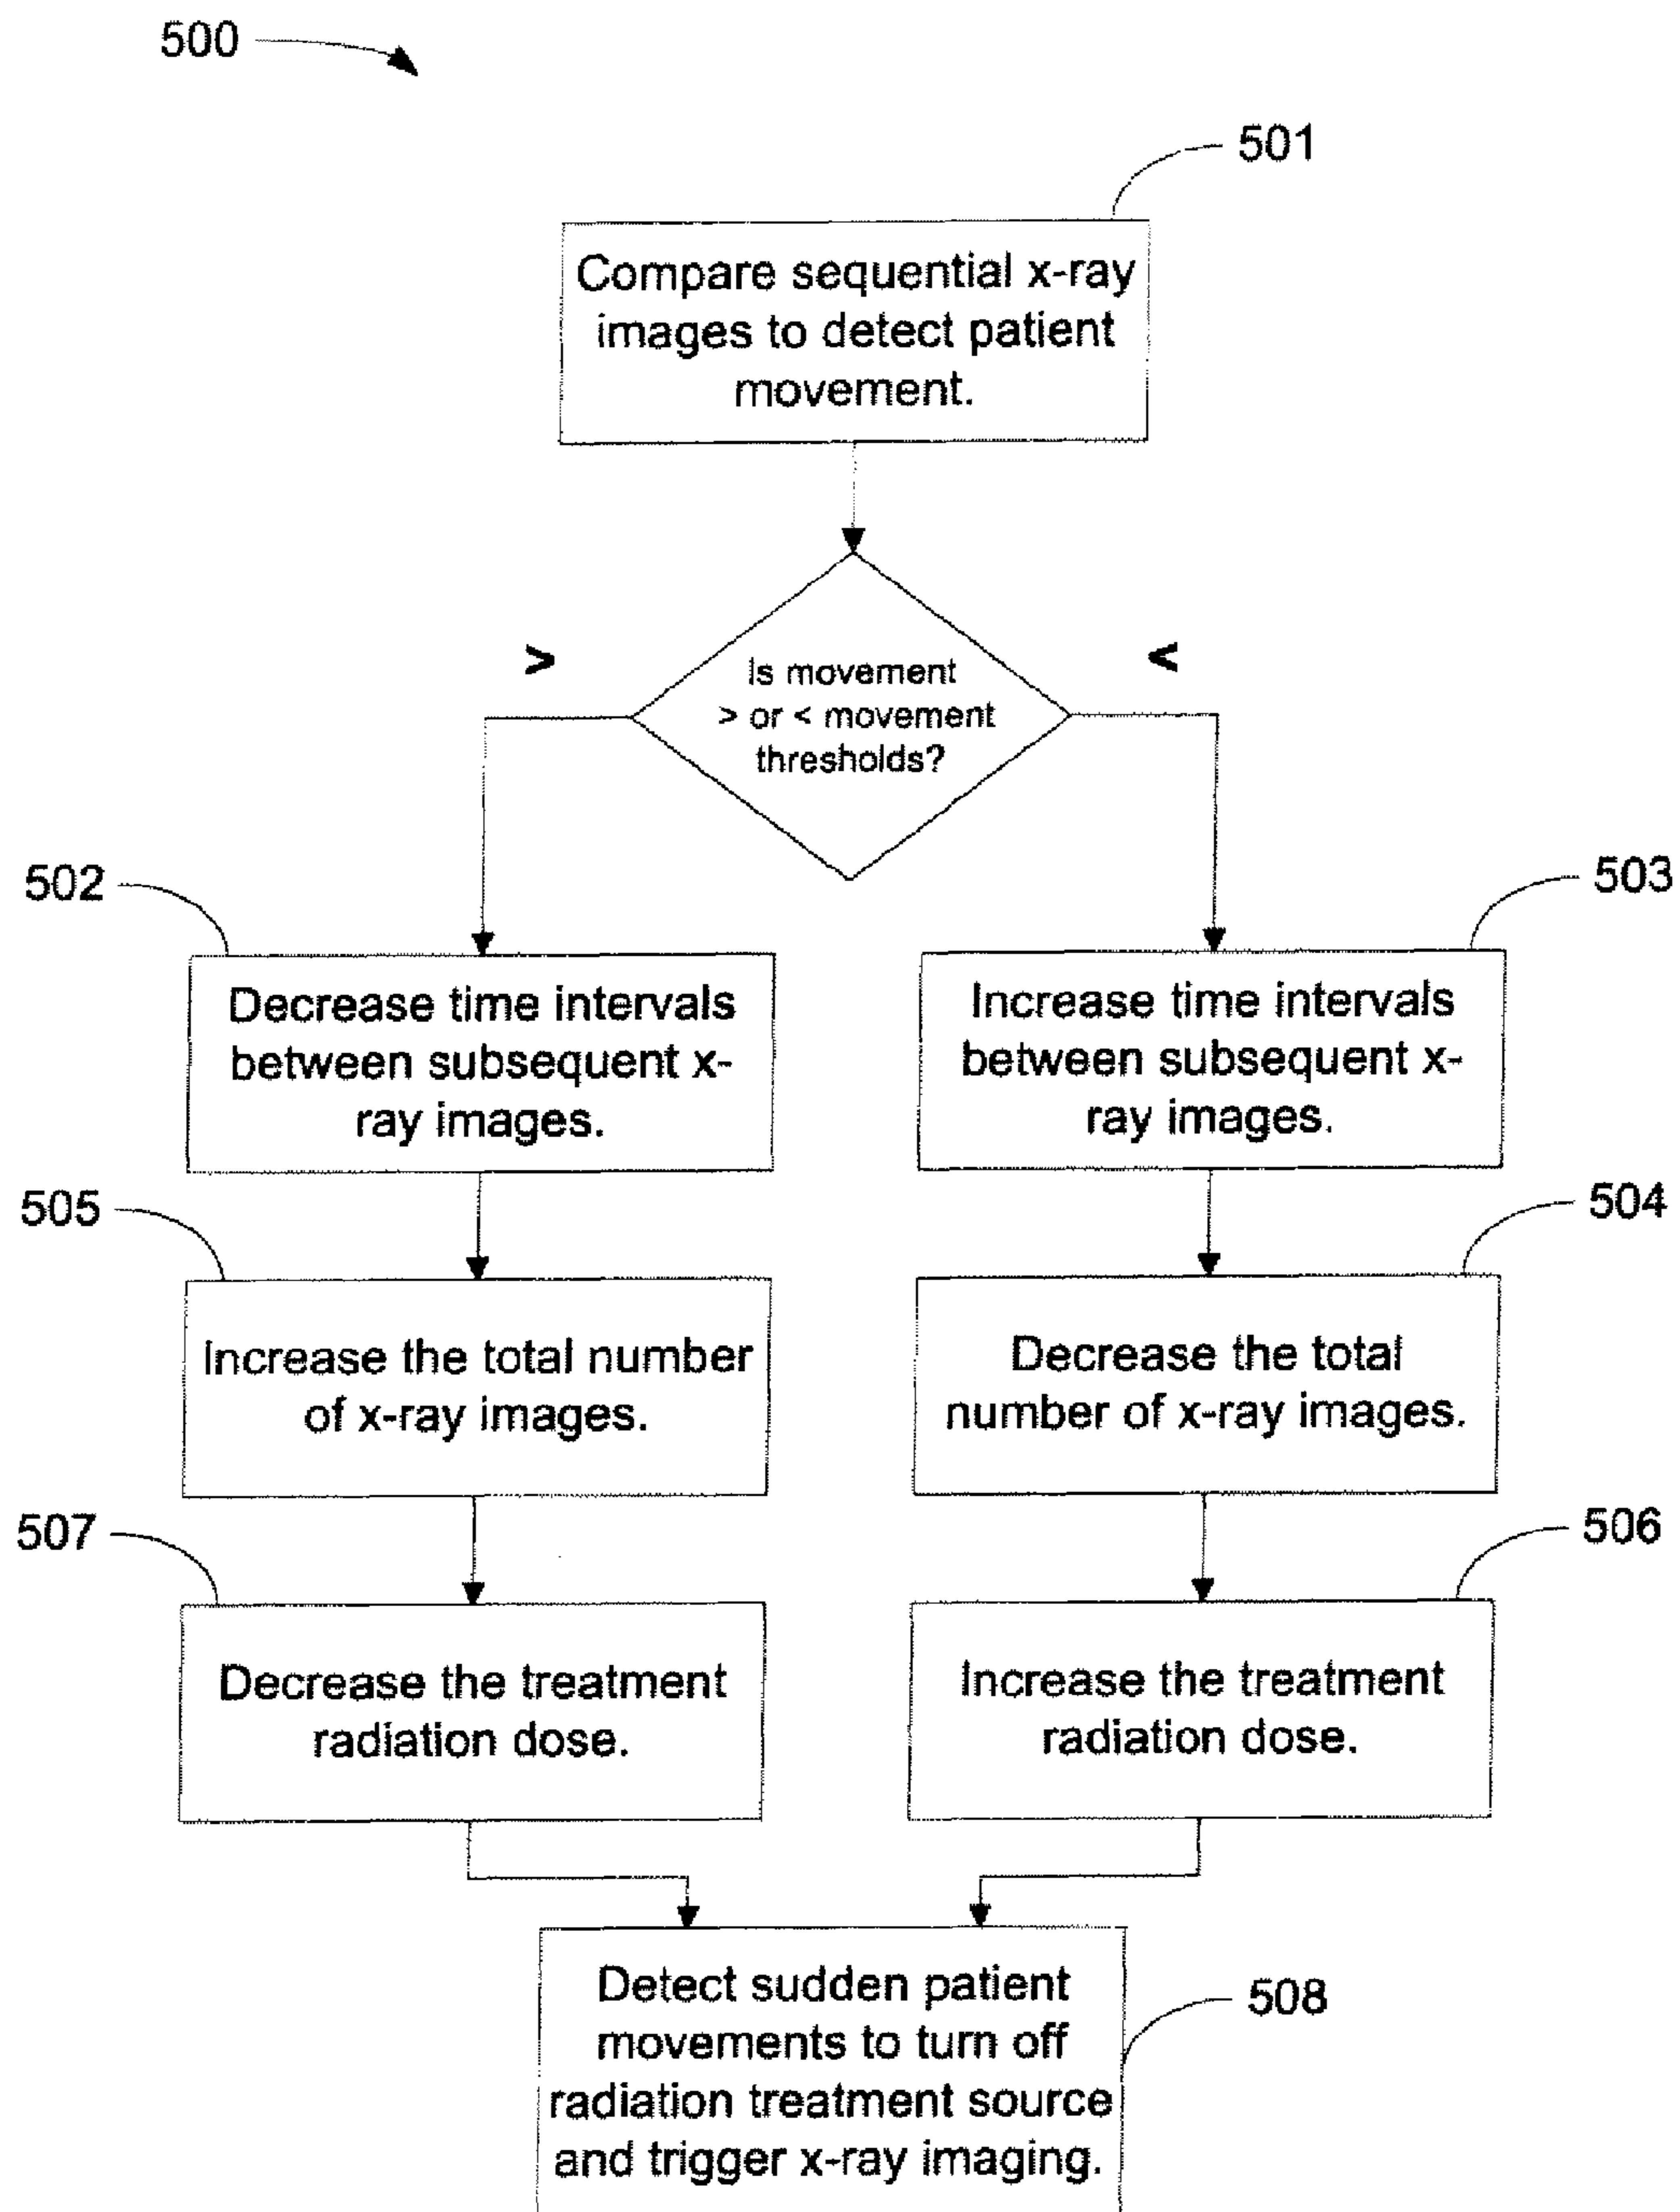 500
501
Compare sequential x-ray
images to detect patient
movement.
>
<
Is movement
> or < movement
thresholds?
502
503
Decrease time intervals
between subsequent x-
ray images.
Increase time intervals
between subsequent x-
ray images.
505
504
Increase the total number
of x-ray images.
Decrease the total
number of x-ray images.
507
506
Decrease the treatment
radiation dose.
Increase the treatment
radiation dose.
Detect sudden patient
movements to turn off
radiation treatment source
and trigger x-ray imaging.
508